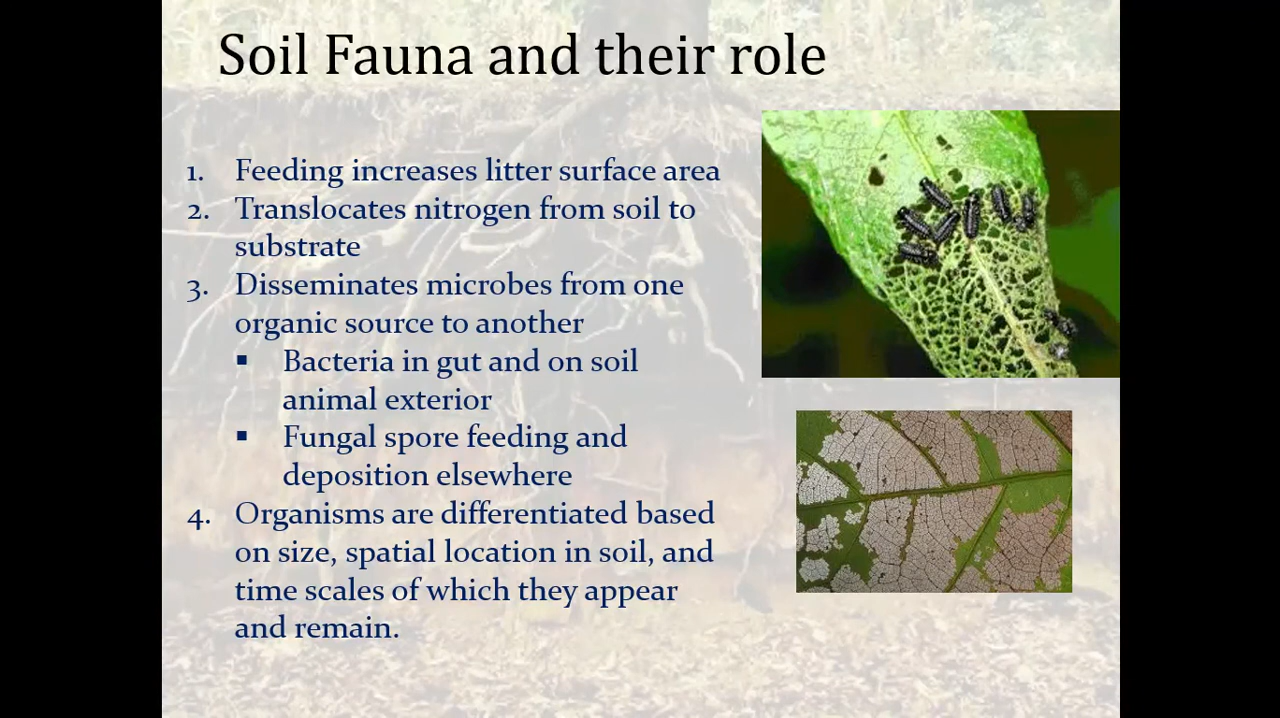 Soil Fauna and their role
1. Feeding increases litter surface area
2. Translocates nitrogen from soil to
substrate
3. Disseminates microbes from one
organic source to another
▪ Bacteria in gut and on soil
animal exterior
▪ Fungal spore feeding and
deposition elsewhere
4. Organisms are differentiated based
on size, spatial location in soil, and
time scales of which they appear
and remain.